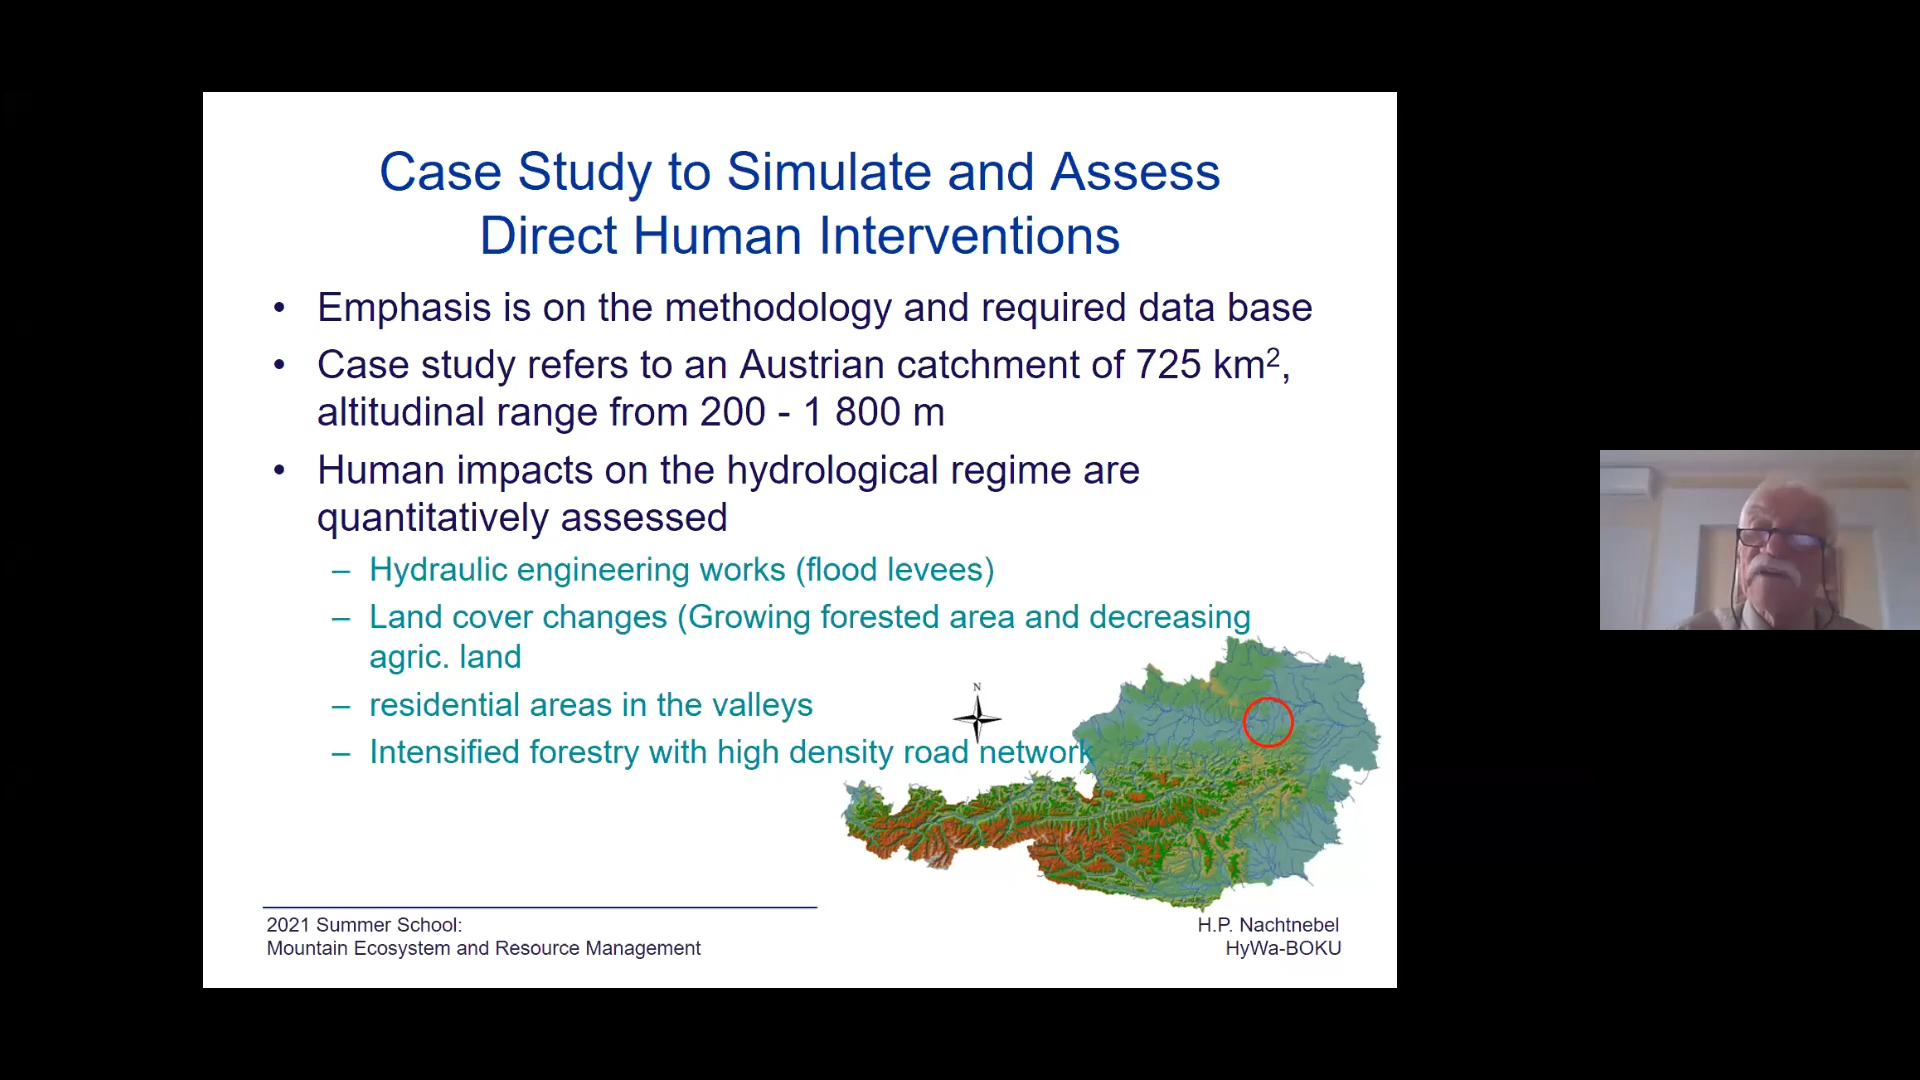 Case Study to Simulate and Assess
Direct Human Interventions
• Emphasis is on the methodology and required data base
• Case study refers to an Austrian catchment of 725 km²,
altitudinal range from 200 - 1 800 m
• Human impacts on the hydrological regime are
quantitatively assessed
– Hydraulic engineering works (flood levees)
– Land cover changes (Growing forested area and decreasing
agric. land
– residential areas in the valleys
– Intensified forestry with high density road network
N
2021 Summer School:
Mountain Ecosystem and Resource Management
H.P. Nachtnebel
HyWa-BOKU